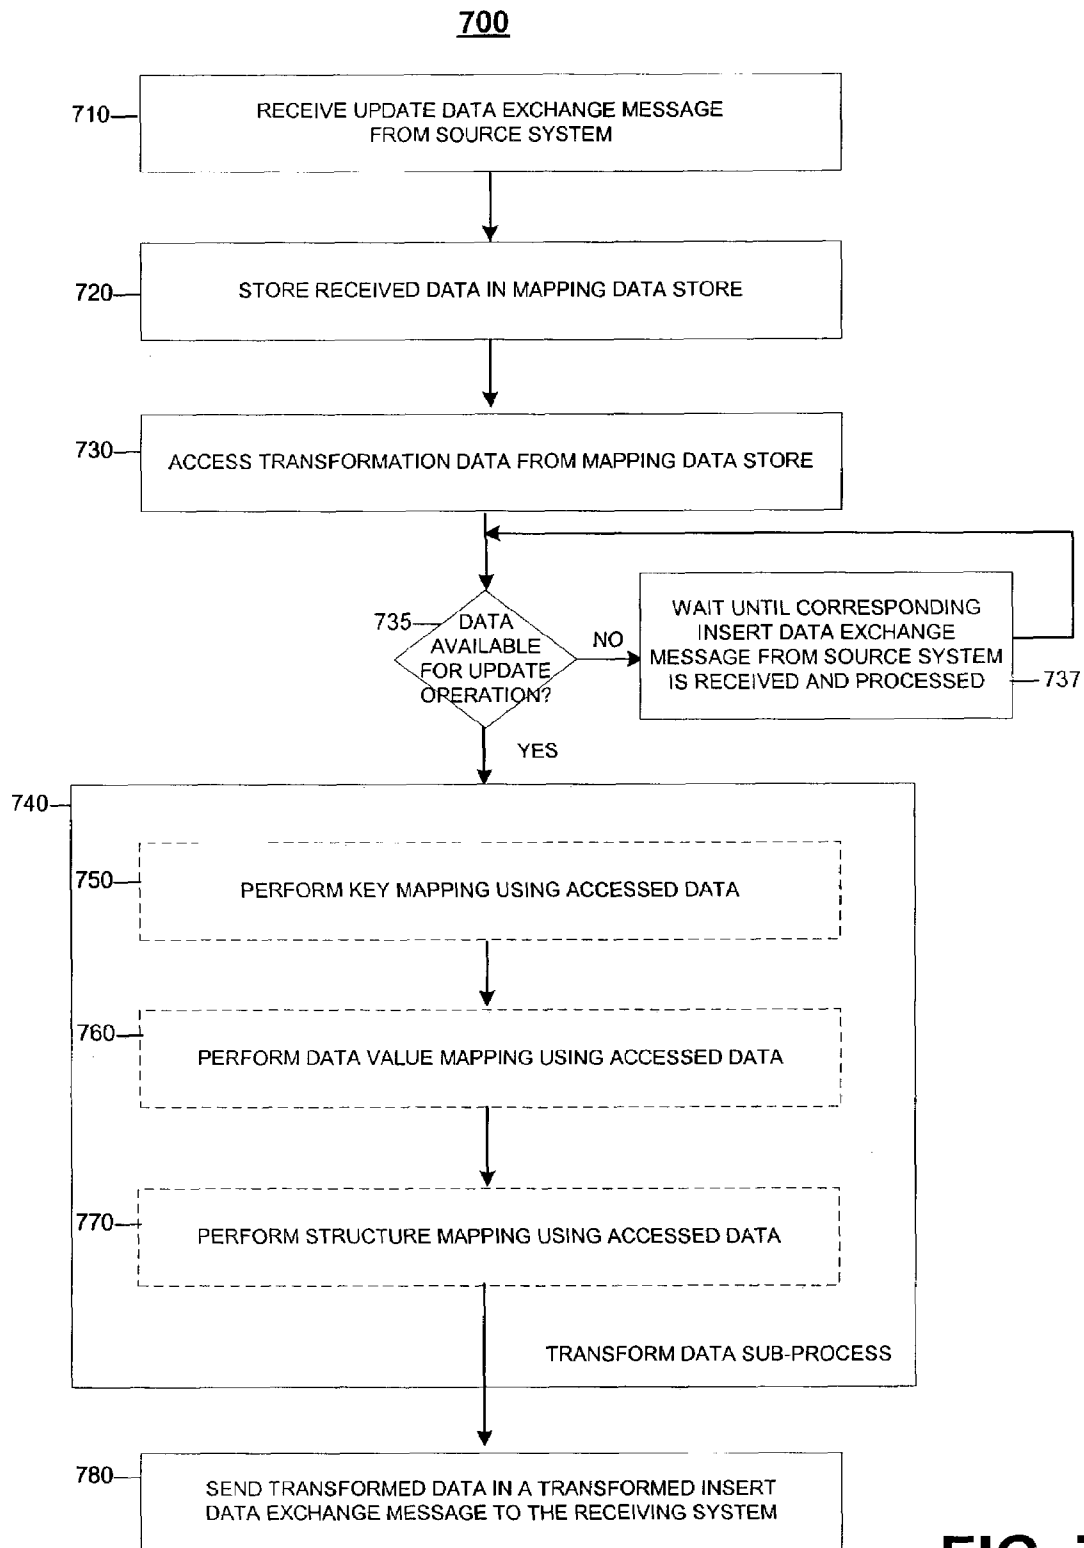 700
710
RECEIVE UPDATE DATA EXCHANGE MESSAGE
FROM SOURCE SYSTEM
720
STORE RECEIVED DATA IN MAPPING DATA STORE
730
ACCESS TRANSFORMATION DATA FROM MAPPING DATA STORE
735
DATA
AVAILABLE
FOR UPDATE
OPERATION?
NO
WAIT UNTIL CORRESPONDING
INSERT DATA EXCHANGE
MESSAGE FROM SOURCE SYSTEM
IS RECEIVED AND PROCESSED
737
YES
740
750
PERFORM KEY MAPPING USING ACCESSED DATA
760
PERFORM DATA VALUE MAPPING USING ACCESSED DATA
770
PERFORM STRUCTURE MAPPING USING ACCESSED DATA
TRANSFORM DATA SUB-PROCESS
780
SEND TRANSFORMED DATA IN A TRANSFORMED INSERT
DATA EXCHANGE MESSAGE TO THE RECEIVING SYSTEM
FIG.